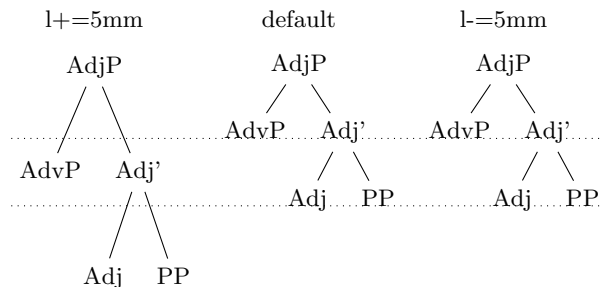 l+=5mm default l-=5mm
AdjP AdjP AdjP
AdvP Adj' AdvP Adj'
AdvP Adj'
Adj PP Adj PP
Adj PP